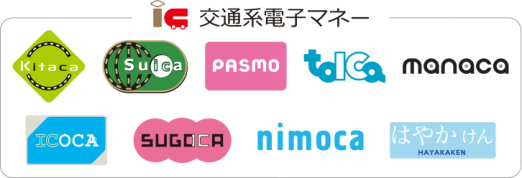 ic 交通系電子マネー
Kitaca Suica PASMO toICa manaca
ICOCA SUGOCA nimoca はやかけん
HAYAKAKEN